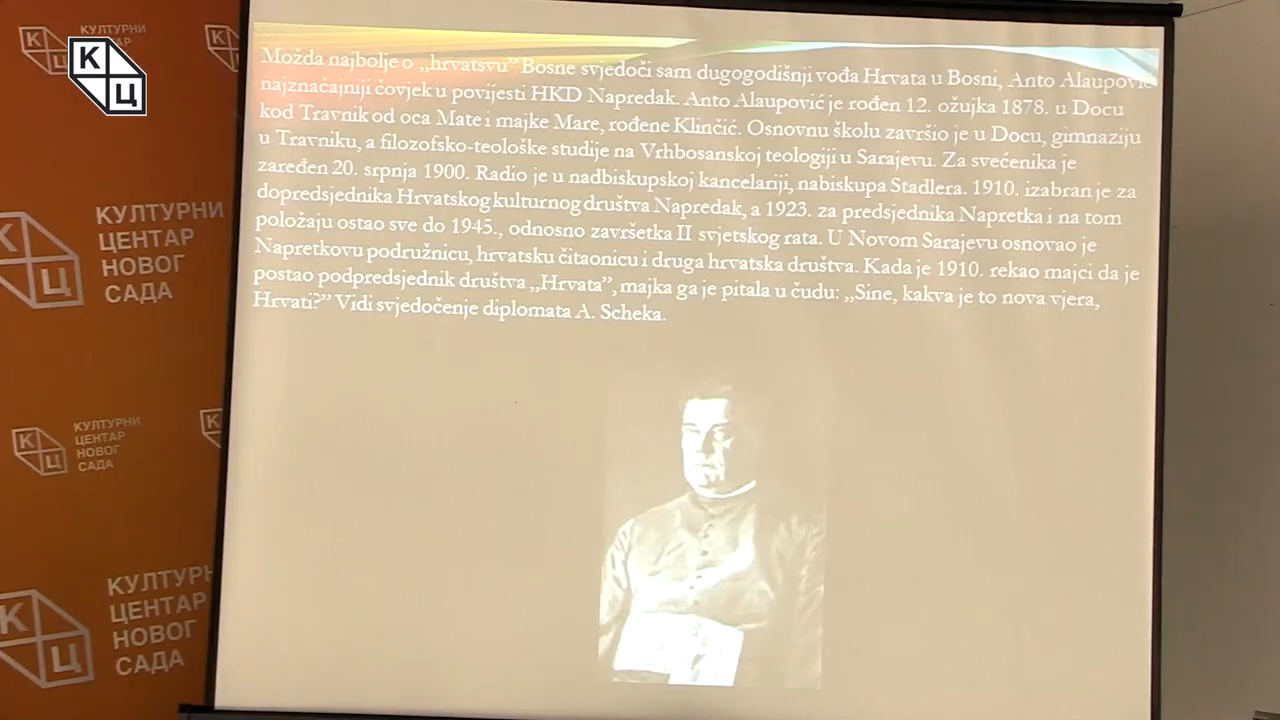 КУЛТУРНИ
ЦЕНТАР
К
Ц
К
Ц
Možda najbolje o „hrvatsvu” Bosne svjedoči sam dugogodišnji vođa Hrvata u Bosni, Anto Alaupović
najznačajniji čovjek u povijesti HKD Napredak. Anto Alaupović je rođen 12. ožujka 1878. u Docu
kod Travnik od oca Mate i majke Mare, rođene Klinčić. Osnovnu školu završio je u Docu, gimnaziju
u Travniku, a filozofsko-teološke studije na Vrhbosanskoj teologiji u Sarajevu. Za svećenika je
zaređen 20. srpnja 1900. Radio je u nadbiskupskoj kancelariji, nabiskupa Stadlera. 1910. izabran je za
dopredsjednika Hrvatskog kulturnog društva Napredak, a 1923. za predsjednika Napretka i na tom
položaju ostao sve do 1945., odnosno završetka II svjetskog rata. U Novom Sarajevu osnovao je
Napretkovu podružnicu, hrvatsku čitaonicu i druga hrvatska društva. Kada je 1910. rekao majci da je
postao podpredsjednik društva „Hrvata”, majka ga je pitala u čudu: „Sine, kakva je to nova vjera,
Hrvati?” Vidi svjedočenje diplomata A. Scheka.
К
Ц
КУЛТУРНИ
ЦЕНТАР
НОВОГ
САДА
К
Ц
КУЛТУРНИ
ЦЕНТАР
НОВОГ
САДА
К
К
Ц
КУЛТУРНИ
ЦЕНТАР
НОВОГ
САДА